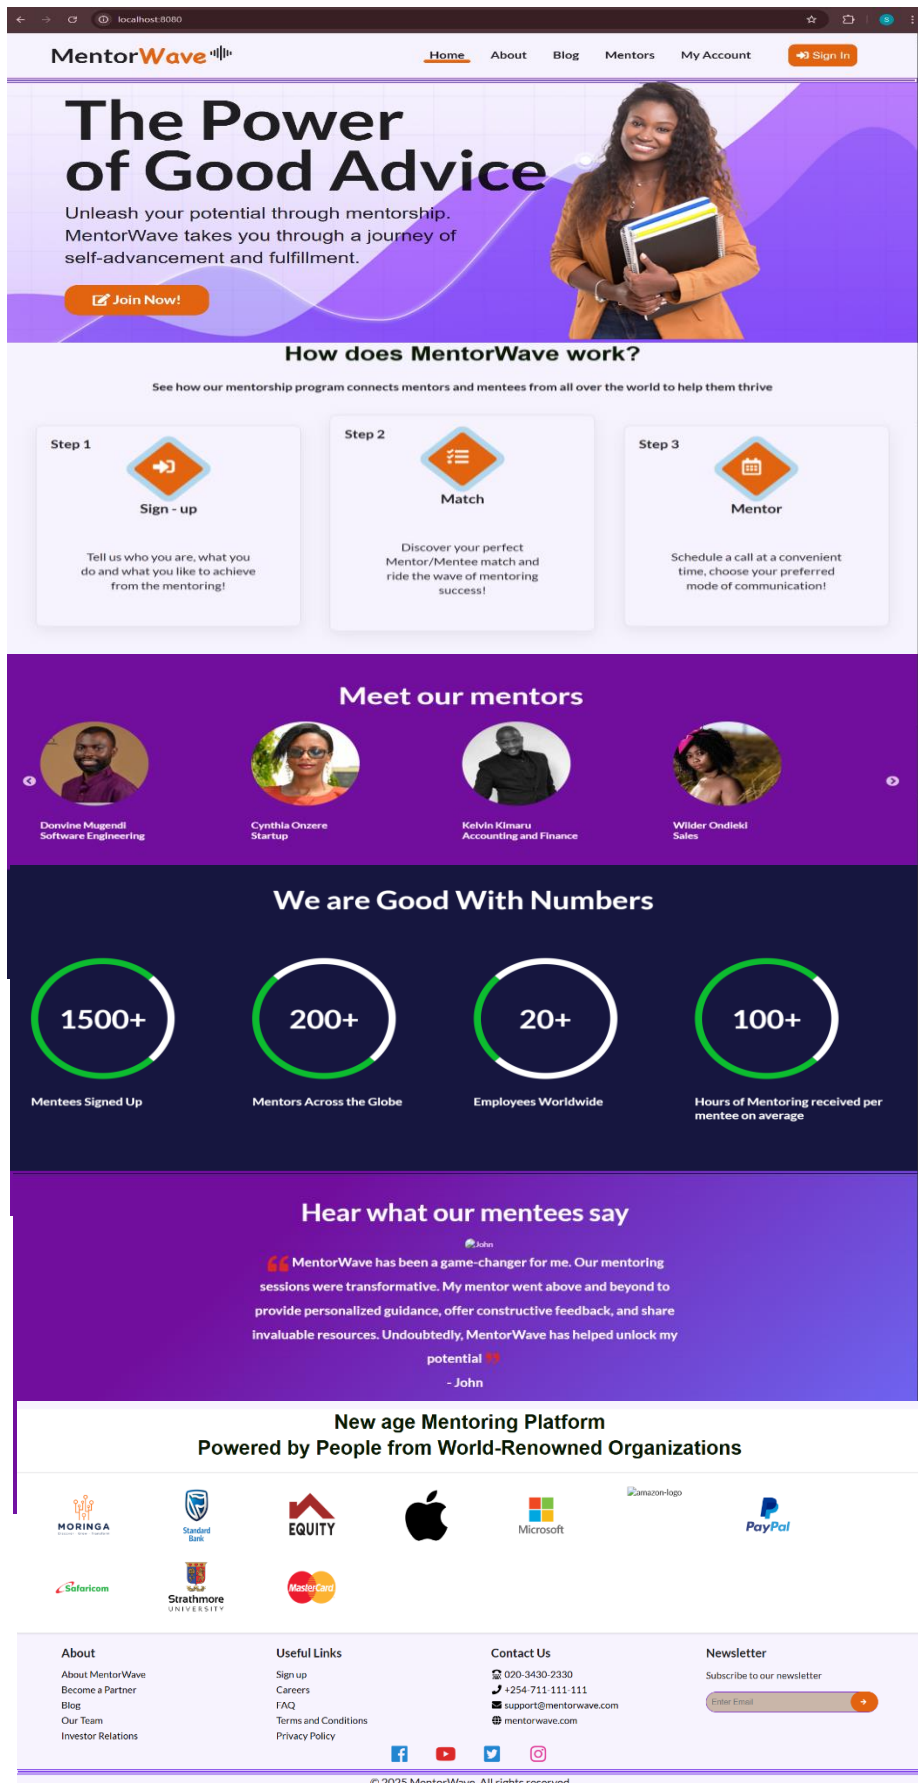 localhost:8080
S
MentorWave
Home About Blog Mentors My Account Sign In
The Power
of Good Advice
Unleash your potential through mentorship.
MentorWave takes you through a journey of
self-advancement and fulfillment.
Join Now!
How does MentorWave work?
See how our mentorship program connects mentors and mentees from all over the world to help them thrive
Step 1
Sign - up
Tell us who you are, what you
do and what you like to achieve
from the mentoring!
Step 2
Match
Discover your perfect
Mentor/Mentee match and
ride the wave of mentoring
success!
Step 3
Mentor
Schedule a call at a convenient
time, choose your preferred
mode of communication!
Meet our mentors
Donvine Mugendi
Software Engineering
Cynthia Onzere
Startup
Kelvin Kimaru
Accounting and Finance
Wilder Ondieki
Sales
We are Good With Numbers
1500+
Mentees Signed Up
200+
Mentors Across the Globe
20+
Employees Worldwide
100+
Hours of Mentoring received per
mentee on average
Hear what our mentees say
John
MentorWave has been a game-changer for me. Our mentoring
sessions were transformative. My mentor went above and beyond to
provide personalized guidance, offer constructive feedback, and share
invaluable resources. Undoubtedly, MentorWave has helped unlock my
potential
- John
New age Mentoring Platform
Powered by People from World-Renowned Organizations
MORINGA
Standard
Bank
EQUITY
Microsoft
amazon-logo
PayPal
Safaricom
Strathmore
UNIVERSITY
MasterCard
About
About MentorWave
Become a Partner
Blog
Our Team
Investor Relations
Useful Links
Sign up
Careers
FAQ
Terms and Conditions
Privacy Policy
Contact Us
020-3430-2330
+254-711-111-111
support@mentorwave.com
mentorwave.com
Newsletter
Subscribe to our newsletter
Enter Email
© 2025 MentorWave. All rights reserved